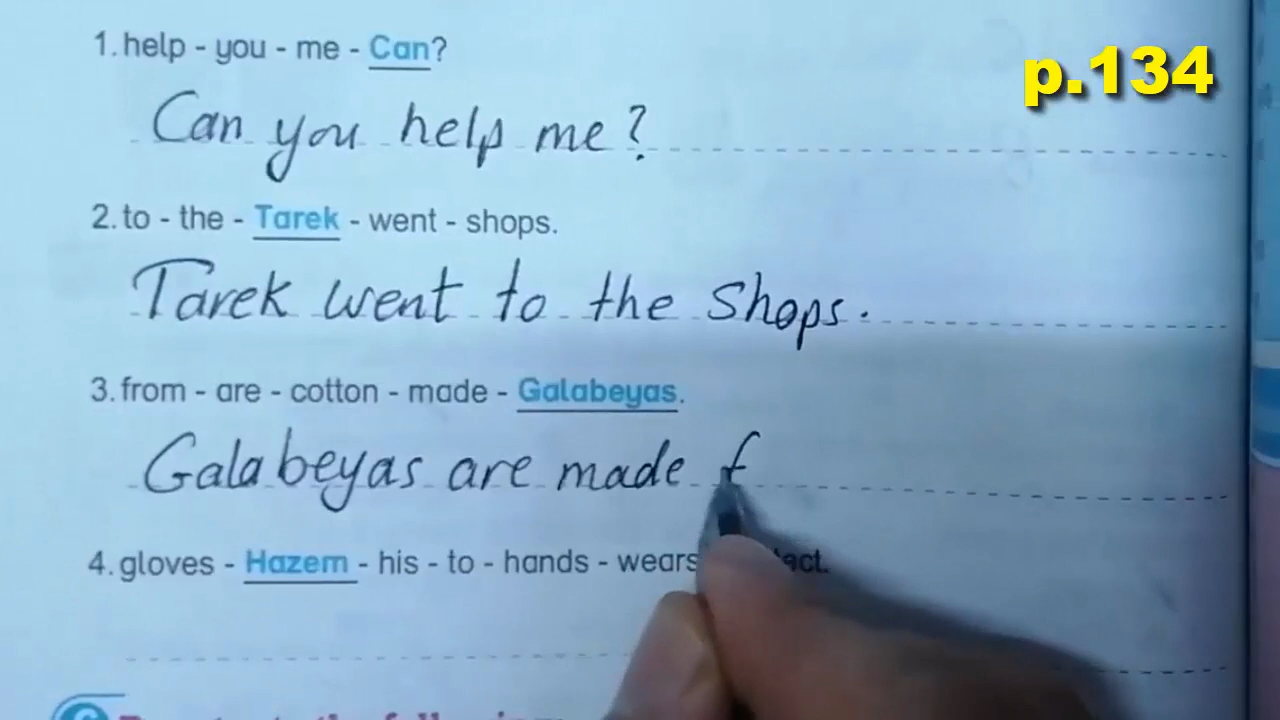 1. help - you - me - Can?
p.134
Can you help me?
2. to - the - Tarek - went - shops.
Tarek went to the shops.
3. from - are - cotton - made - Galabeyas.
Galabeyas are made f
4. gloves - Hazem - his - to - hands - wears